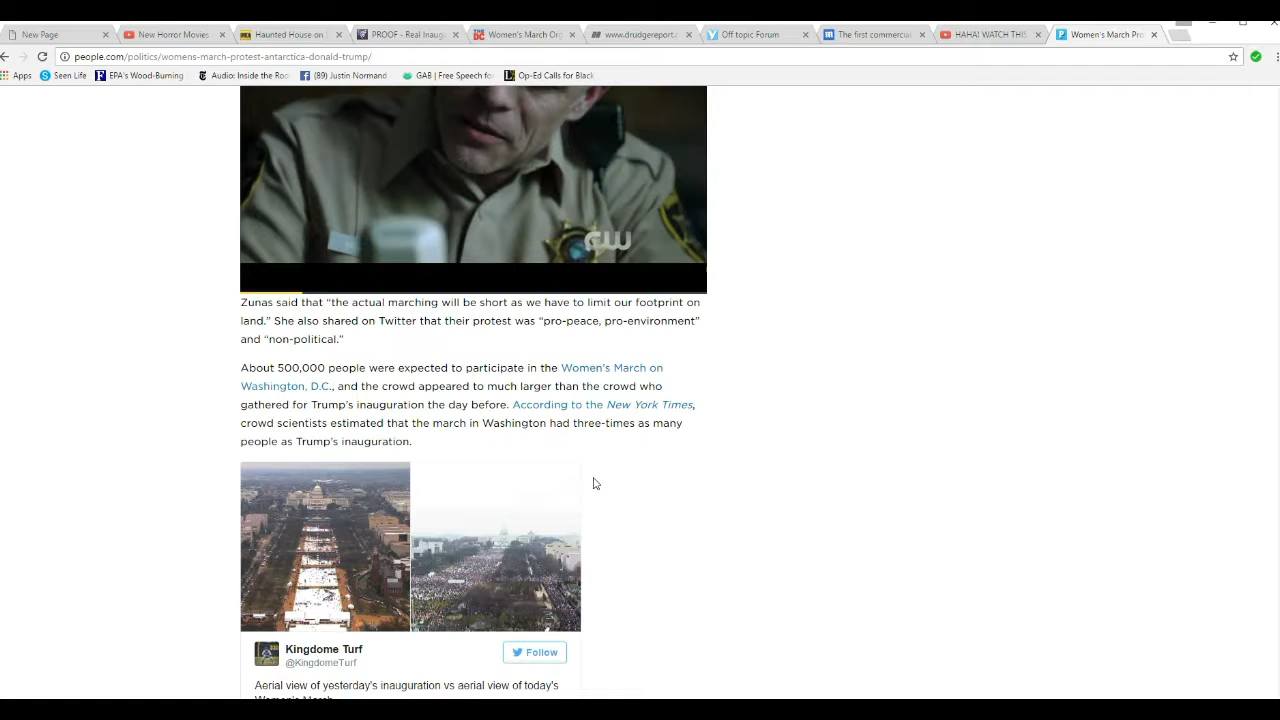 New Page
New Horror Movies
Haunted House on
PROOF - Real Inaug
Women's March Org
www.drudgereport.c
Off topic Forum
The first commercial
HAHA! WATCH THIS
Women's March Pro
people.com/politics/womens-march-protest-antarctica-donald-trump/
Apps
Seen Life
EPA's Wood-Burning
Audio: Inside the Roo
(89) Justin Normand
GAB | Free Speech fo
Op-Ed Calls for Black
CW
Zunas said that “the actual marching will be short as we have to limit our footprint on
land.” She also shared on Twitter that their protest was “pro-peace, pro-environment”
and “non-political.”
About 500,000 people were expected to participate in the Women’s March on
Washington, D.C., and the crowd appeared to much larger than the crowd who
gathered for Trump’s inauguration the day before. According to the New York Times,
crowd scientists estimated that the march in Washington had three-times as many
people as Trump’s inauguration.
Kingdome Turf
@KingdomeTurf
Follow
Aerial view of yesterday's inauguration vs aerial view of today's
Women's March